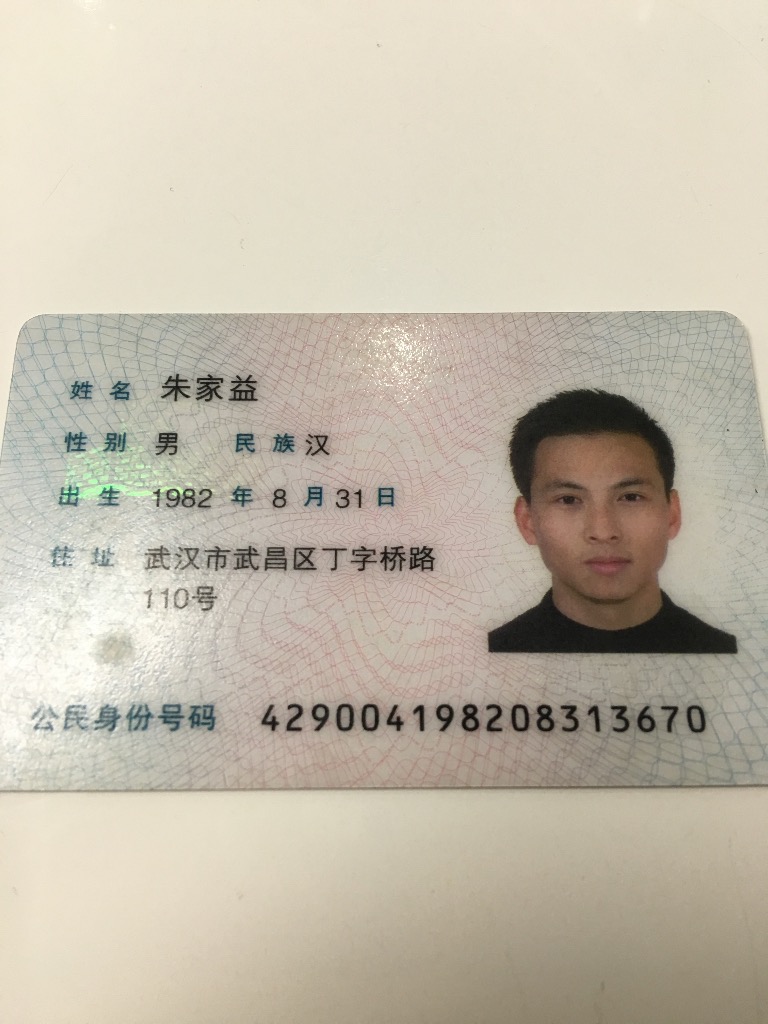 姓名 朱家益
性别 男 民族 汉
出生 1982 年 8 月 31 日
住址 武汉市武昌区丁字桥路
110号
公民身份号码 429004198208313670